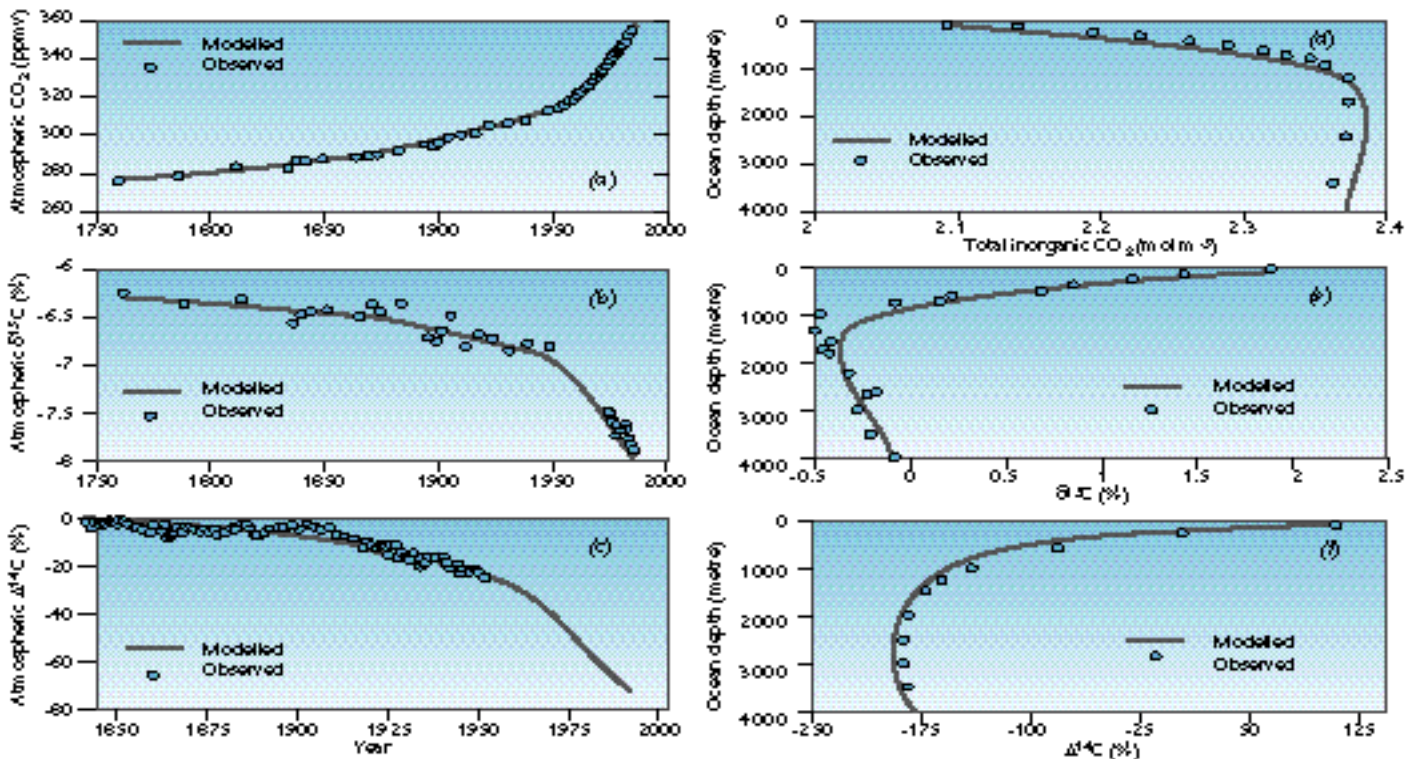 Atmospheric CO₂ (ppmv)
360
340
320
300
280
260
Modelled
Observed
(a)
1750 1800 1850 1900 1950 2000
Ocean depth (metre)
0
1000
2000
3000
4000
(d)
Modelled
Observed
2 2.1 2.2 2.3 2.4
Total inorganic CO₂ (mol m⁻³)
Atmospheric δ¹³C (‰)
-6
-6.5
-7
-7.5
-8
(b)
Modelled
Observed
1750 1800 1850 1900 1950 2000
Ocean depth (metre)
0
1000
2000
3000
4000
(e)
Modelled
Observed
-0.5 0 0.5 1 1.5 2 2.5
δ¹³C (‰)
Atmospheric Δ¹⁴C (‰)
0
-20
-40
-60
-80
(c)
Modelled
Observed
1850 1875 1900 1925 1950 1975 2000
Year
Ocean depth (metre)
0
1000
2000
3000
4000
(f)
Modelled
Observed
-250 -175 -100 -25 50 125
Δ¹⁴C (‰)